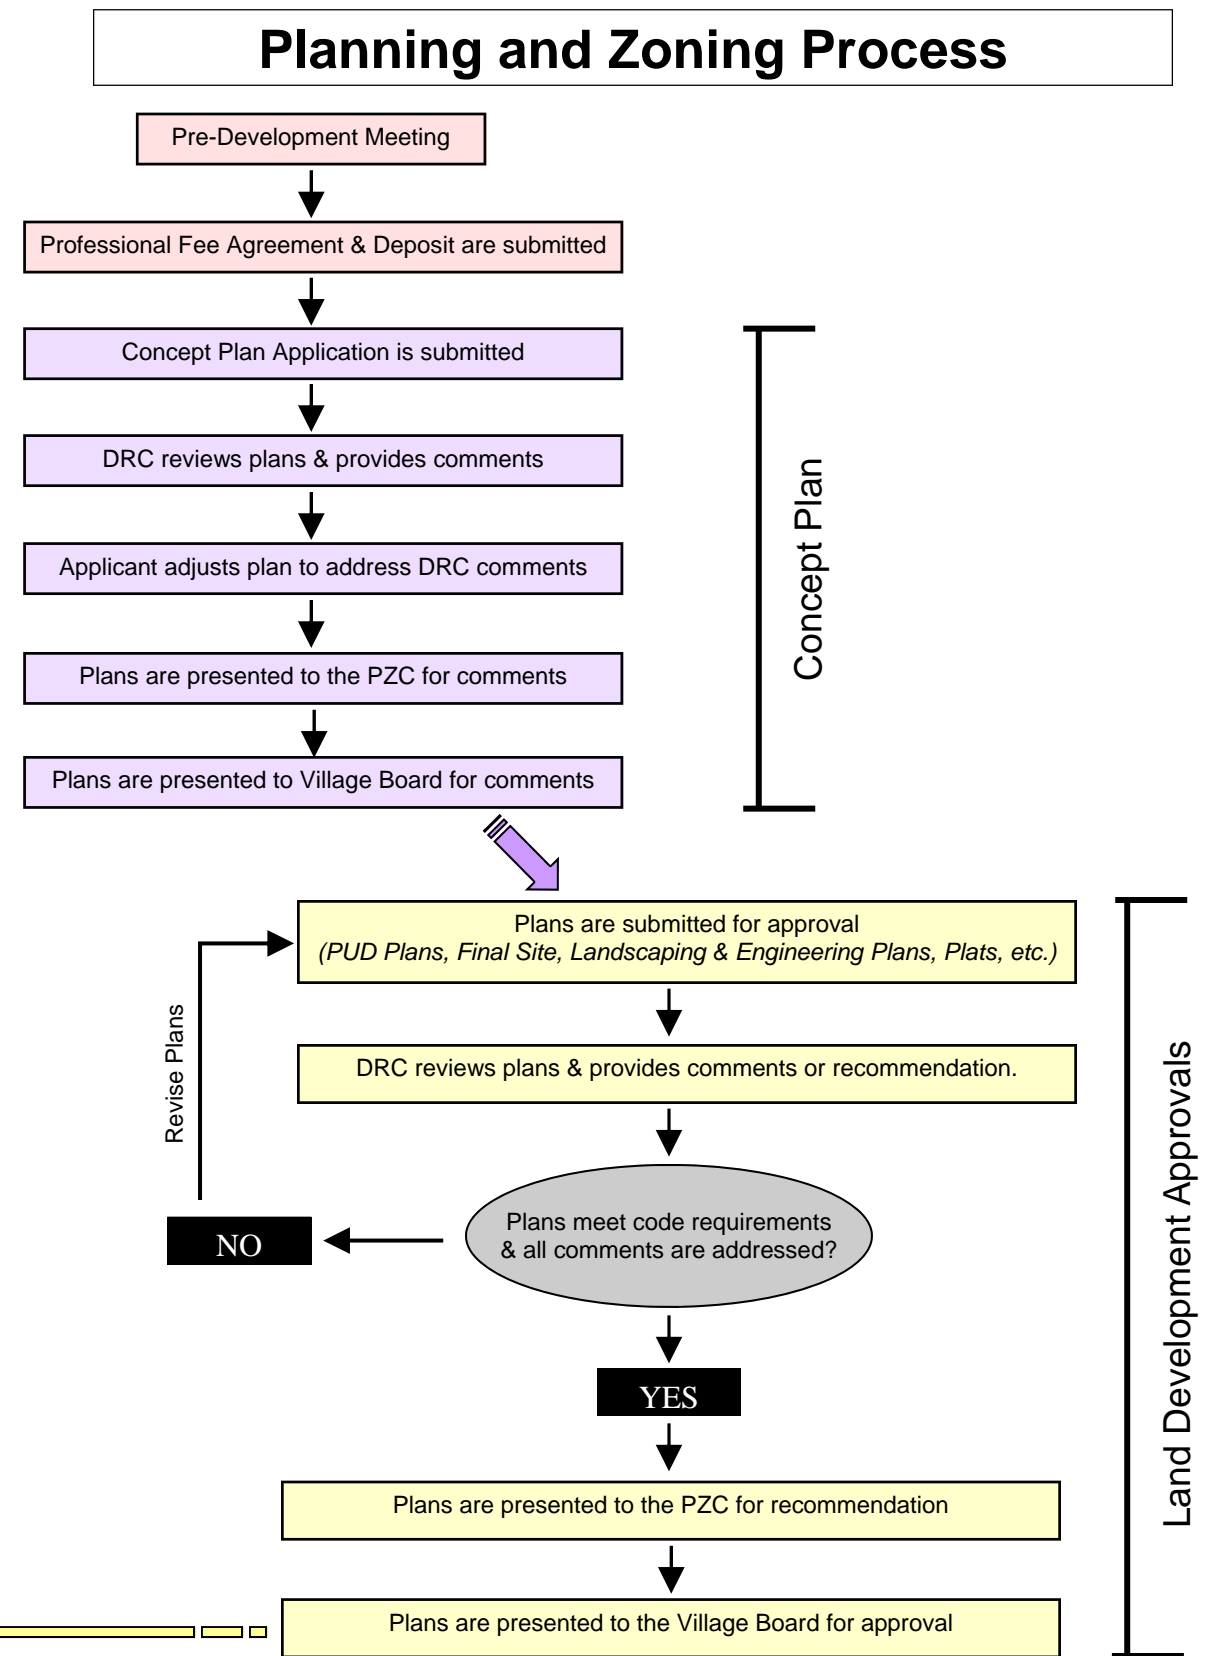 Planning and Zoning Process
Pre-Development Meeting
Professional Fee Agreement & Deposit are submitted
Concept Plan Application is submitted
DRC reviews plans & provides comments
Applicant adjusts plan to address DRC comments
Plans are presented to the PZC for comments
Plans are presented to Village Board for comments
Concept Plan
Plans are submitted for approval
(PUD Plans, Final Site, Landscaping & Engineering Plans, Plats, etc.)
DRC reviews plans & provides comments or recommendation.
Revise Plans
Plans meet code requirements
& all comments are addressed?
NO
YES
Plans are presented to the PZC for recommendation
Plans are presented to the Village Board for approval
Land Development Approvals